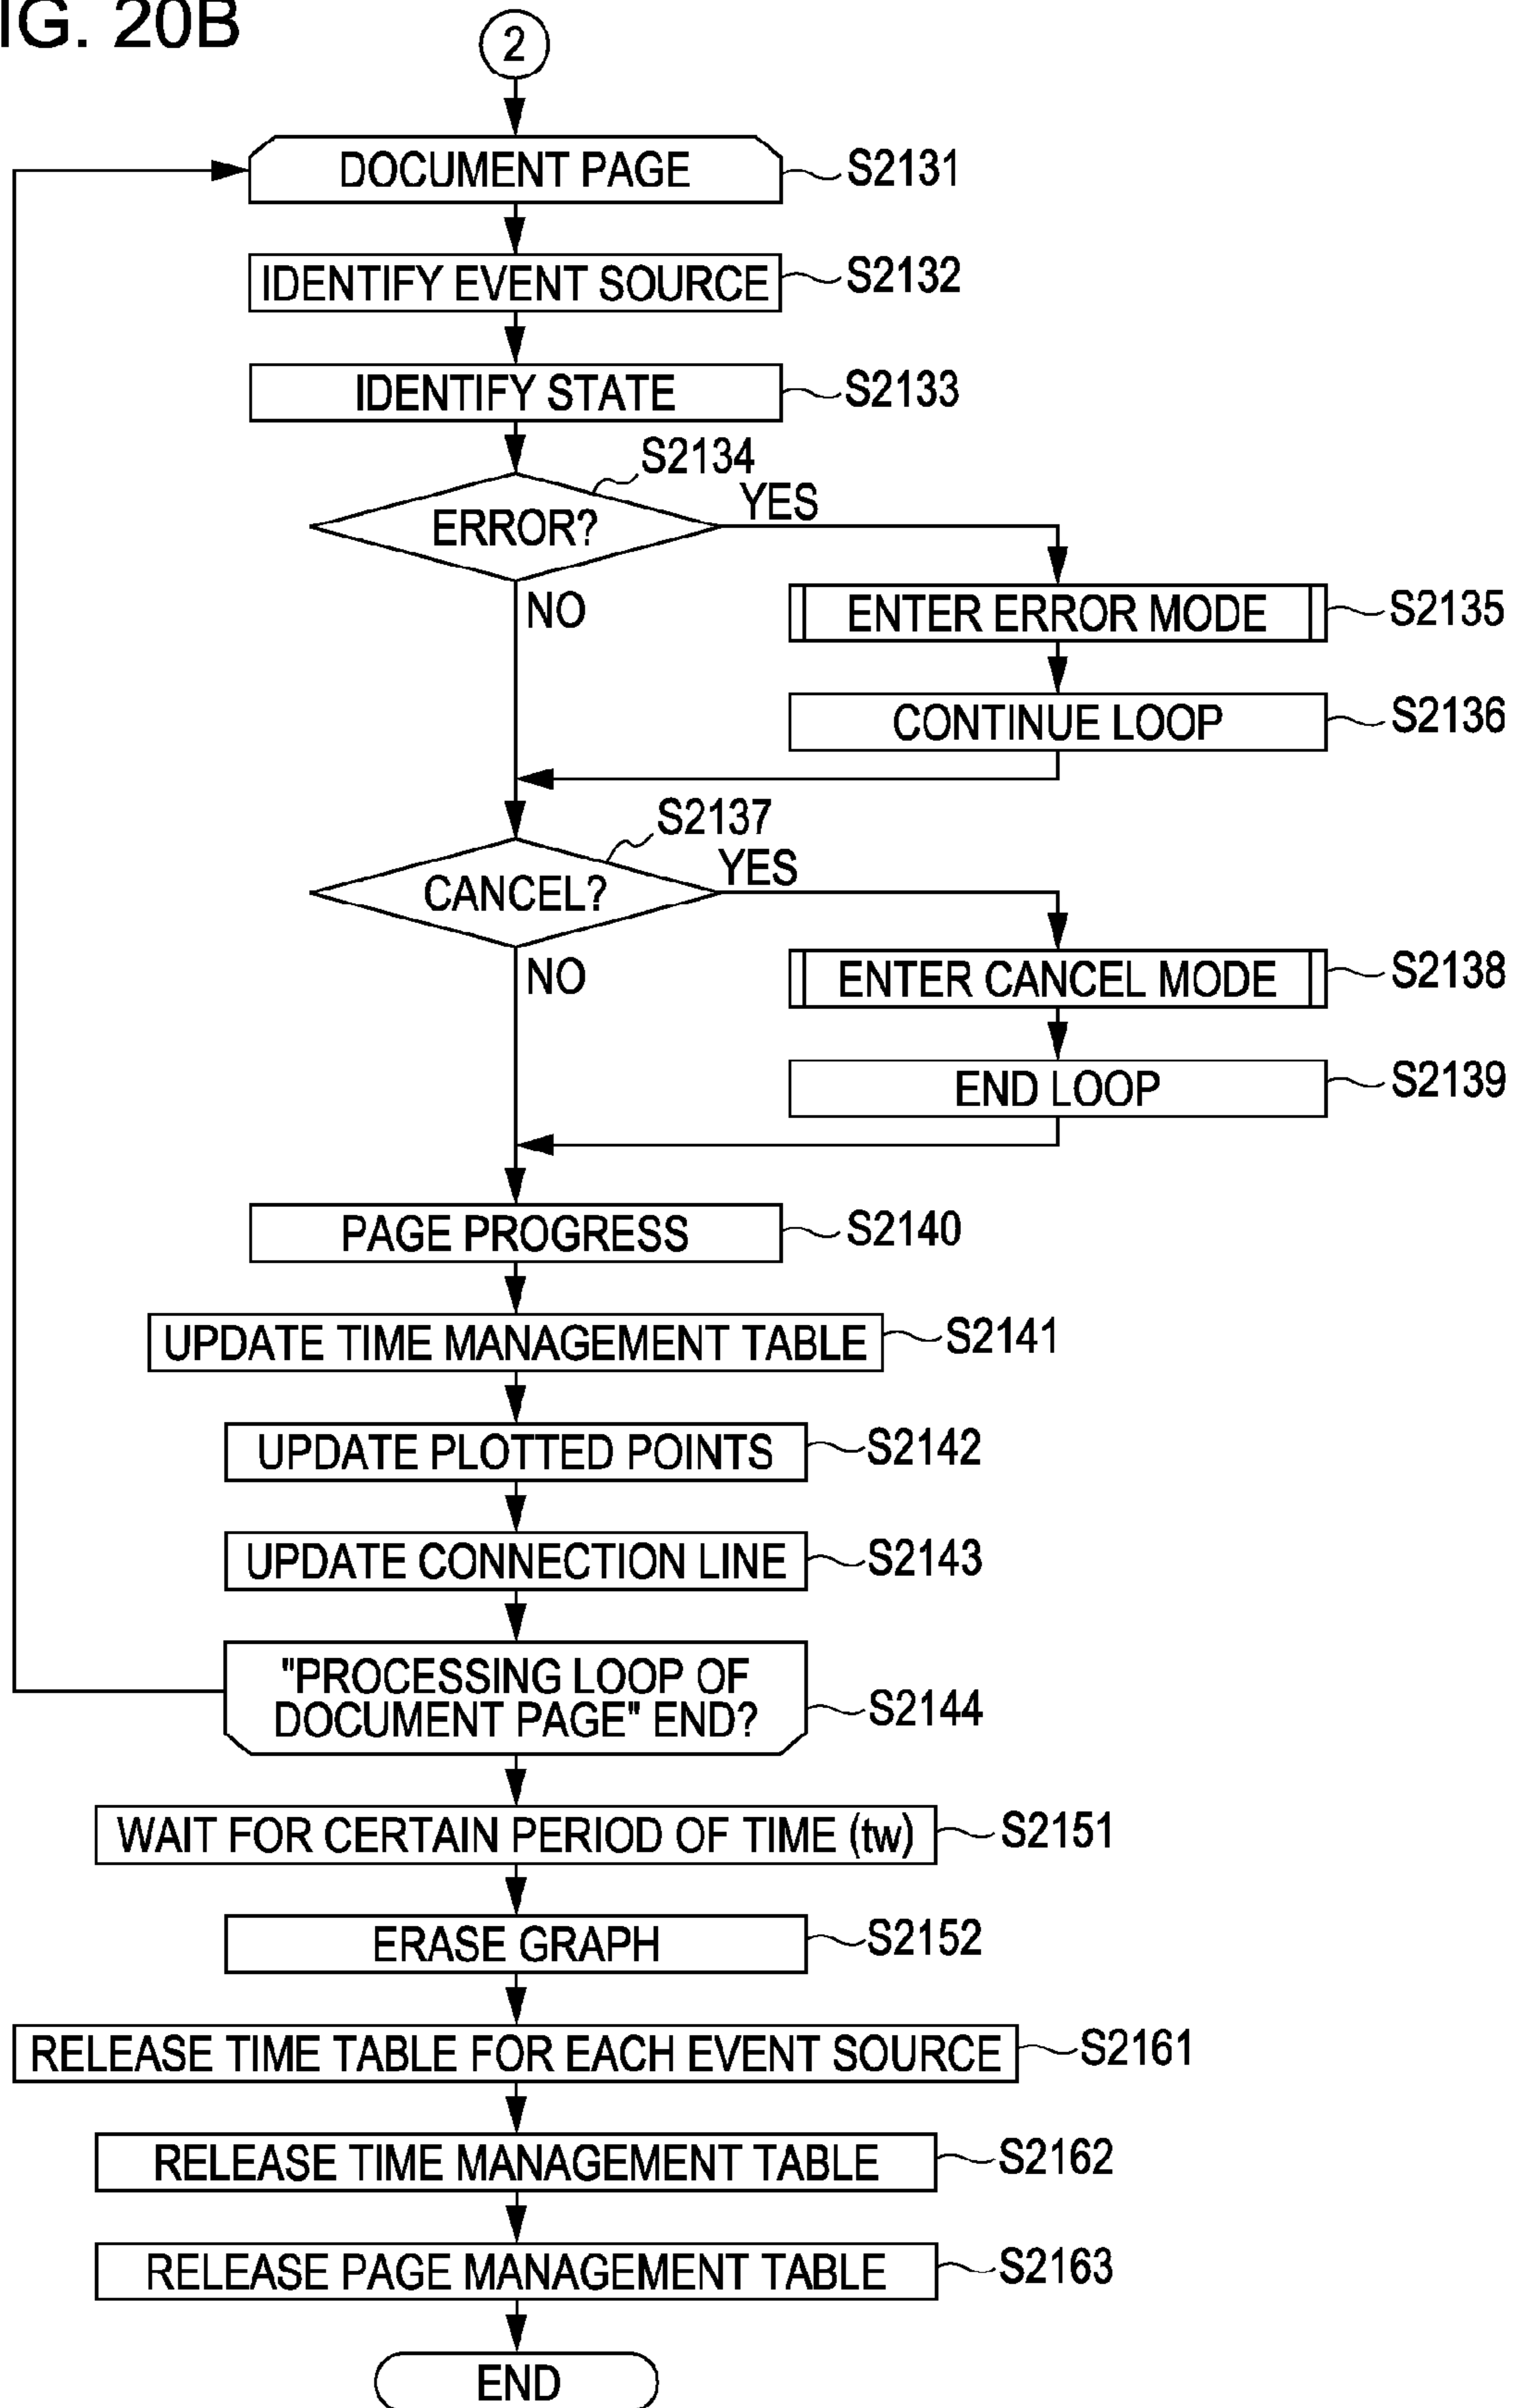 IG. 20B
2
DOCUMENT PAGE
S2131
IDENTIFY EVENT SOURCE
S2132
IDENTIFY STATE
S2133
S2134
ERROR?
YES
NO
ENTER ERROR MODE
S2135
CONTINUE LOOP
S2136
S2137
CANCEL?
YES
NO
ENTER CANCEL MODE
S2138
END LOOP
S2139
PAGE PROGRESS
S2140
UPDATE TIME MANAGEMENT TABLE
S2141
UPDATE PLOTTED POINTS
S2142
UPDATE CONNECTION LINE
S2143
"PROCESSING LOOP OF
DOCUMENT PAGE" END?
S2144
WAIT FOR CERTAIN PERIOD OF TIME (tw)
S2151
ERASE GRAPH
S2152
RELEASE TIME TABLE FOR EACH EVENT SOURCE
S2161
RELEASE TIME MANAGEMENT TABLE
S2162
RELEASE PAGE MANAGEMENT TABLE
S2163
END